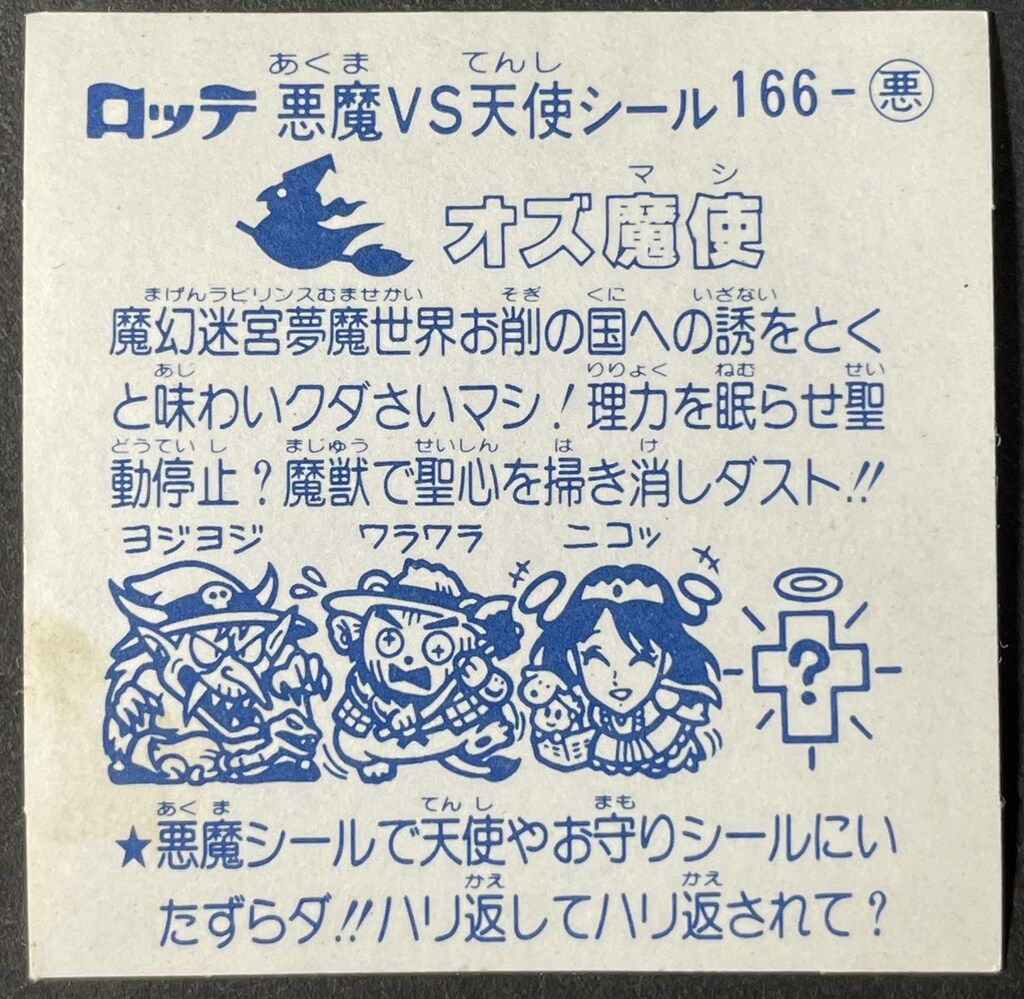 あくま てんし
ロッテ 悪魔VS天使シール 166-悪
マシ
オズ魔使
まげんラビリンスむませかい そぎ くに いざない
魔幻迷宮夢魔世界お削の国への誘をとく
あじ りりょく ねむ せい
と味わいクダさいマシ！理力を眠らせ聖
どうていし まじゅう せいしん は け
動停止？魔獣で聖心を掃き消しダスト!!
ヨジヨジ ワラワラ ニコッ
?
あくま てんし まも
★悪魔シールで天使やお守りシールにい
かえ かえ
たずらダ!!ハリ返してハリ返されて？